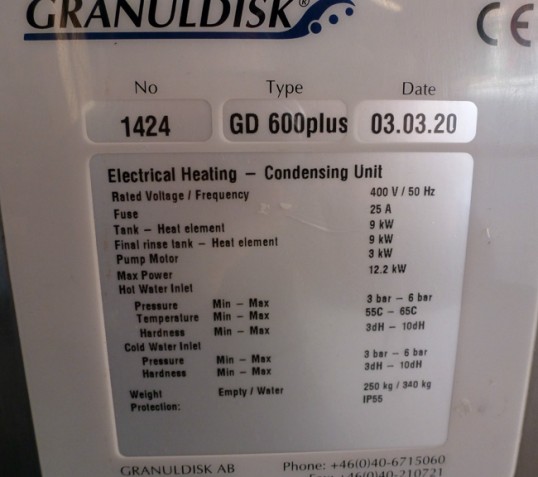 GRANULDISK®
CE
No Type Date
1424 GD 600plus 03.03.20
Electrical Heating – Condensing Unit
Rated Voltage / Frequency 400 V / 50 Hz
Fuse 25 A
Tank – Heat element 9 kW
Final rinse tank – Heat element 9 kW
Pump Motor 3 kW
Max Power 12.2 kW
Hot Water Inlet
Pressure Min – Max 3 bar – 6 bar
Temperature Min – Max 55C – 65C
Hardness Min – Max 3dH – 10dH
Cold Water Inlet
Pressure Min – Max 3 bar – 6 bar
Hardness Min – Max 3dH – 10dH
Weight Empty / Water 250 kg / 340 kg
Protection: IP55
GRANULDISK AB Phone: +46(0)40-6715060
Fax: +46(0)40-210721